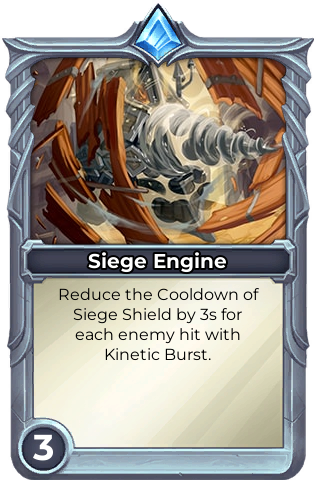 Siege Engine
Reduce the Cooldown of
Siege Shield by 3s for
each enemy hit with
Kinetic Burst.
3